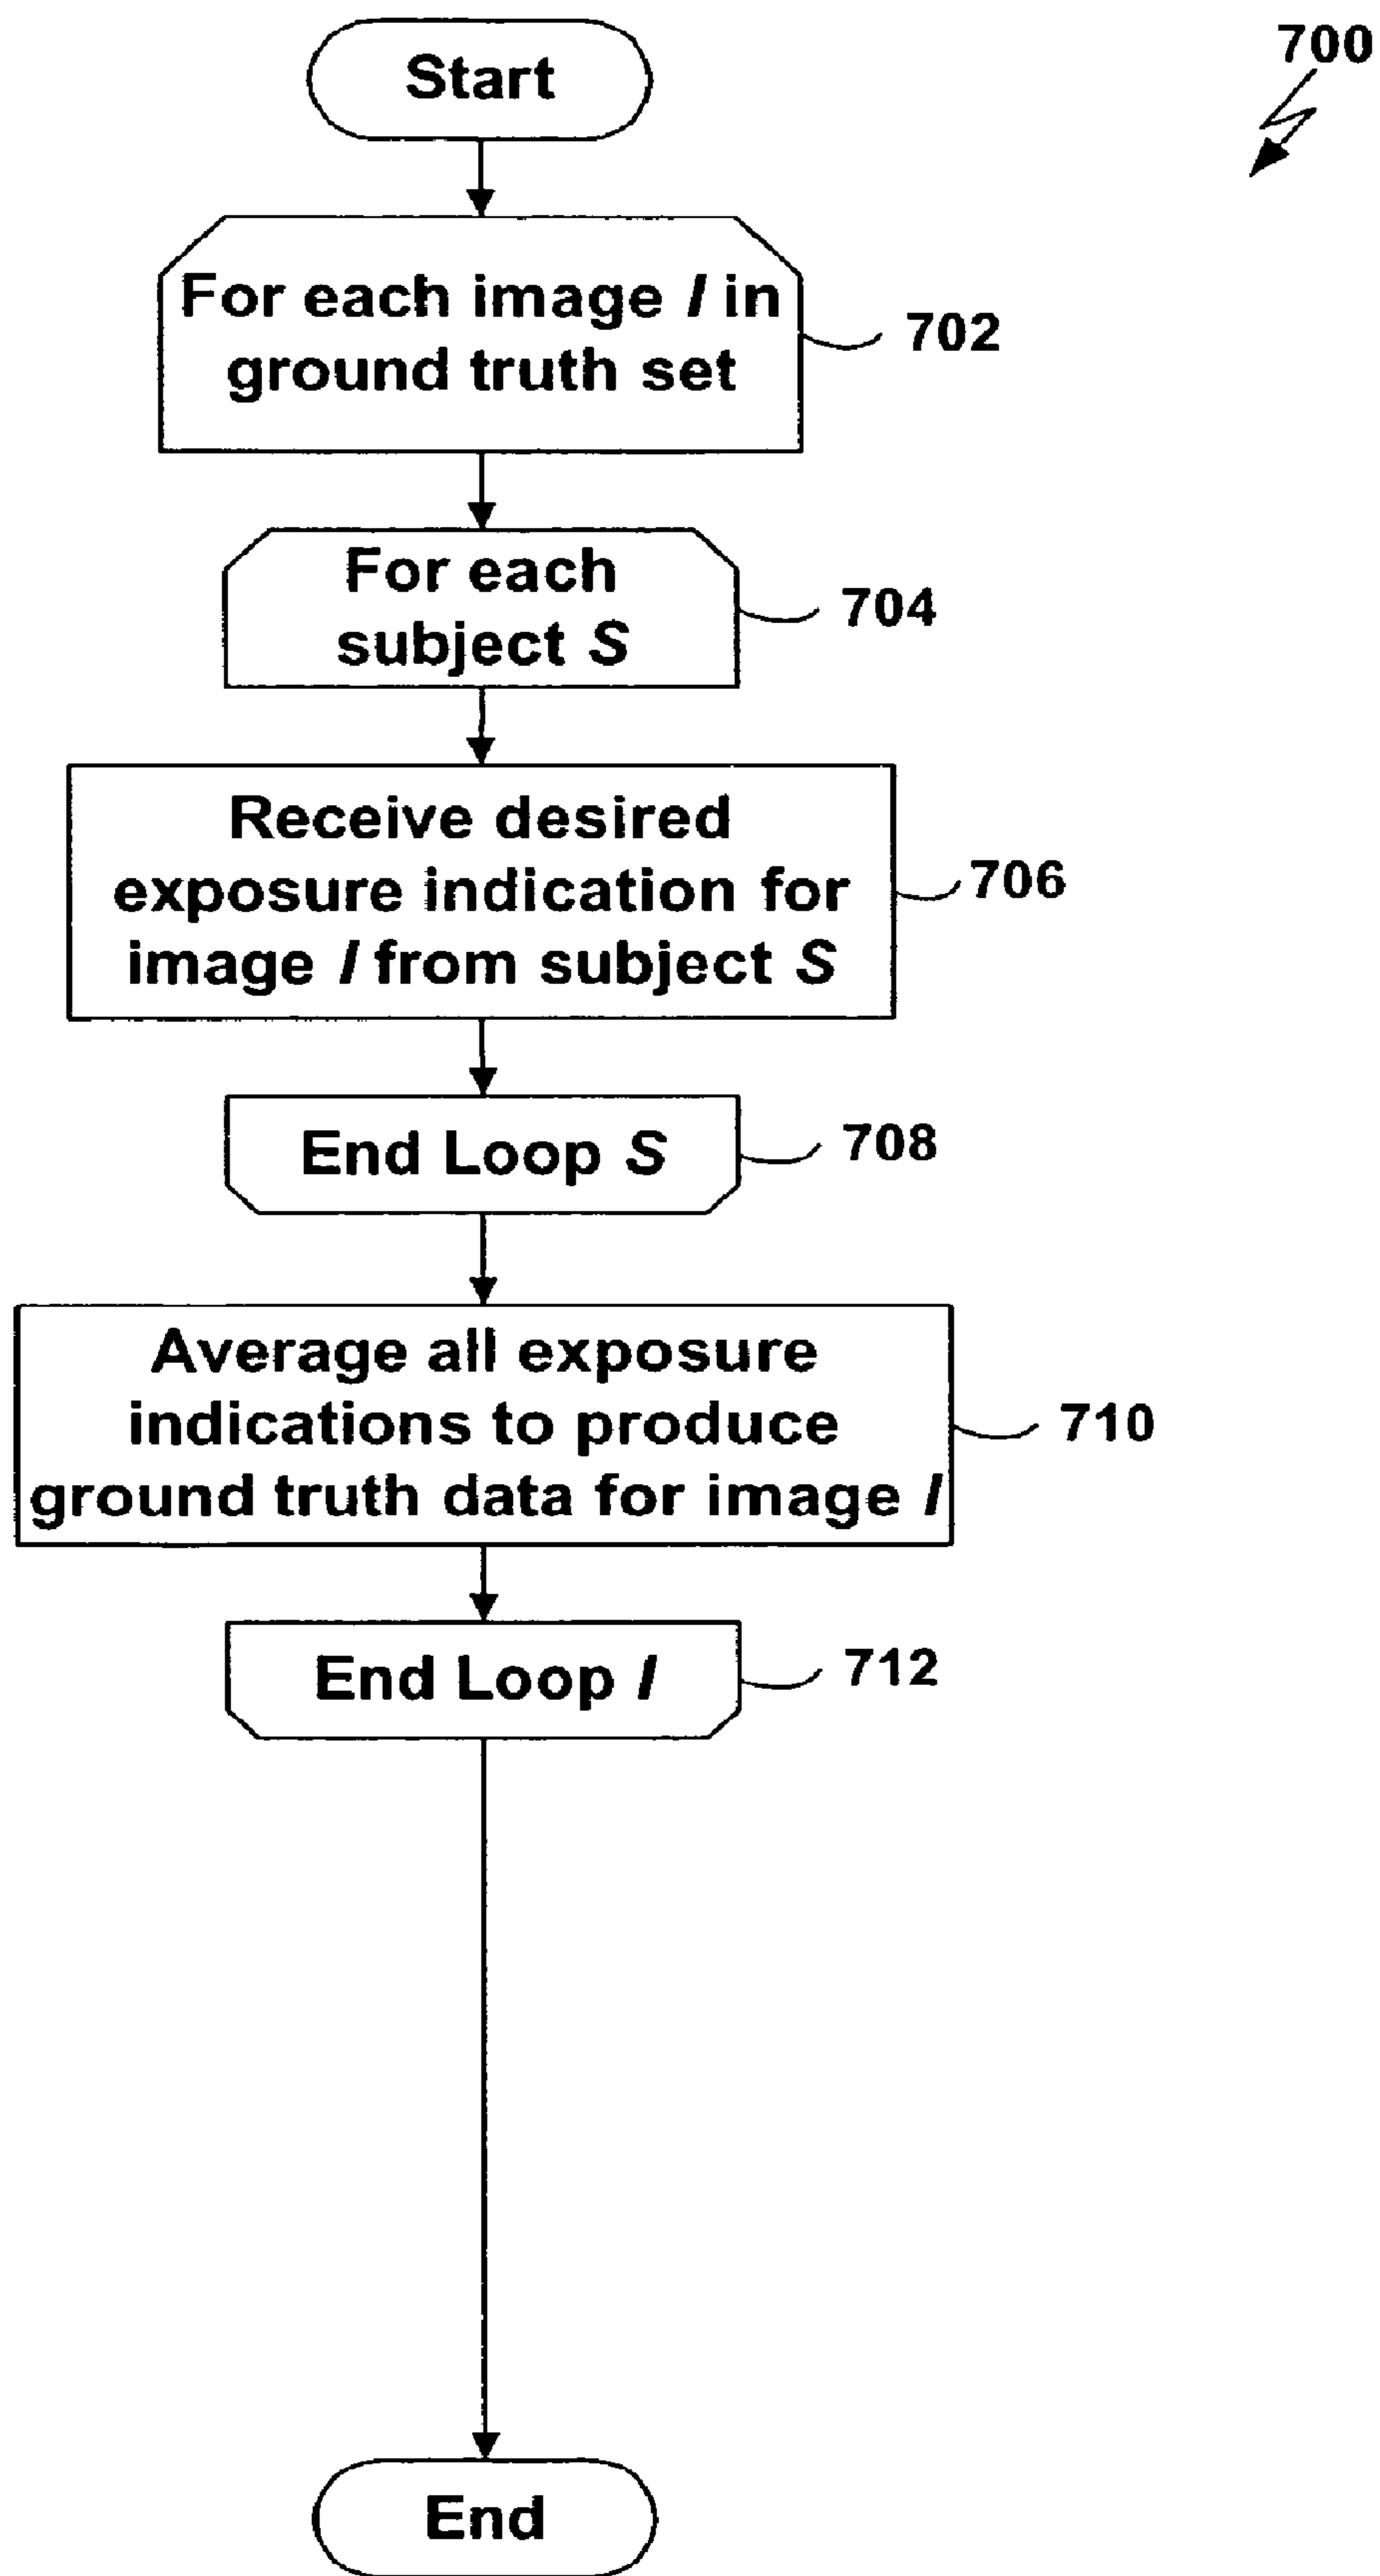 Start
700
For each image I in
ground truth set
702
For each
subject S
704
Receive desired
exposure indication for
image I from subject S
706
End Loop S
708
Average all exposure
indications to produce
ground truth data for image I
710
End Loop I
712
End